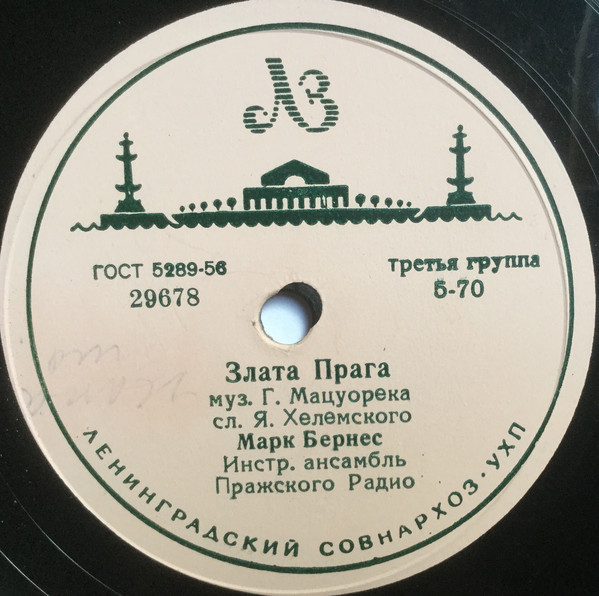 ЛЗ
ГОСТ 5289-56
29678
третья группа
5-70
Злата Прага
муз. Г. Мацуорека
сл. Я. Хелемского
Марк Бернес
Инстр. ансамбль
Пражского Радио
ЛЕНИНГРАДСКИЙ СОВНАРХОЗ·УХП